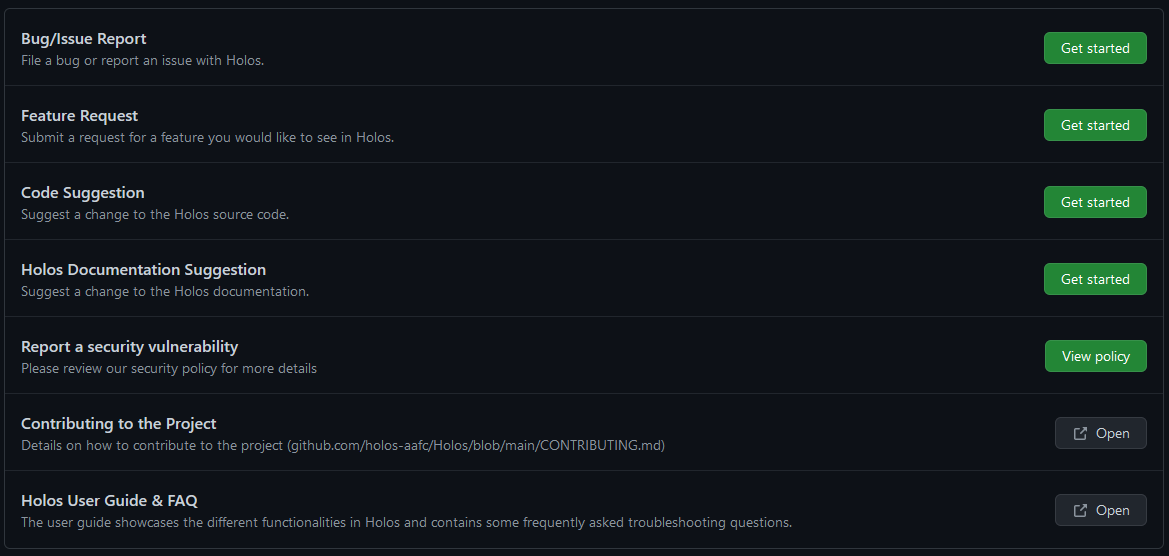 Bug/Issue Report
File a bug or report an issue with Holos.
Get started
Feature Request
Submit a request for a feature you would like to see in Holos.
Get started
Code Suggestion
Suggest a change to the Holos source code.
Get started
Holos Documentation Suggestion
Suggest a change to the Holos documentation.
Get started
Report a security vulnerability
Please review our security policy for more details
View policy
Contributing to the Project
Details on how to contribute to the project (github.com/holos-aafc/Holos/blob/main/CONTRIBUTING.md)
Open
Holos User Guide & FAQ
The user guide showcases the different functionalities in Holos and contains some frequently asked troubleshooting questions.
Open